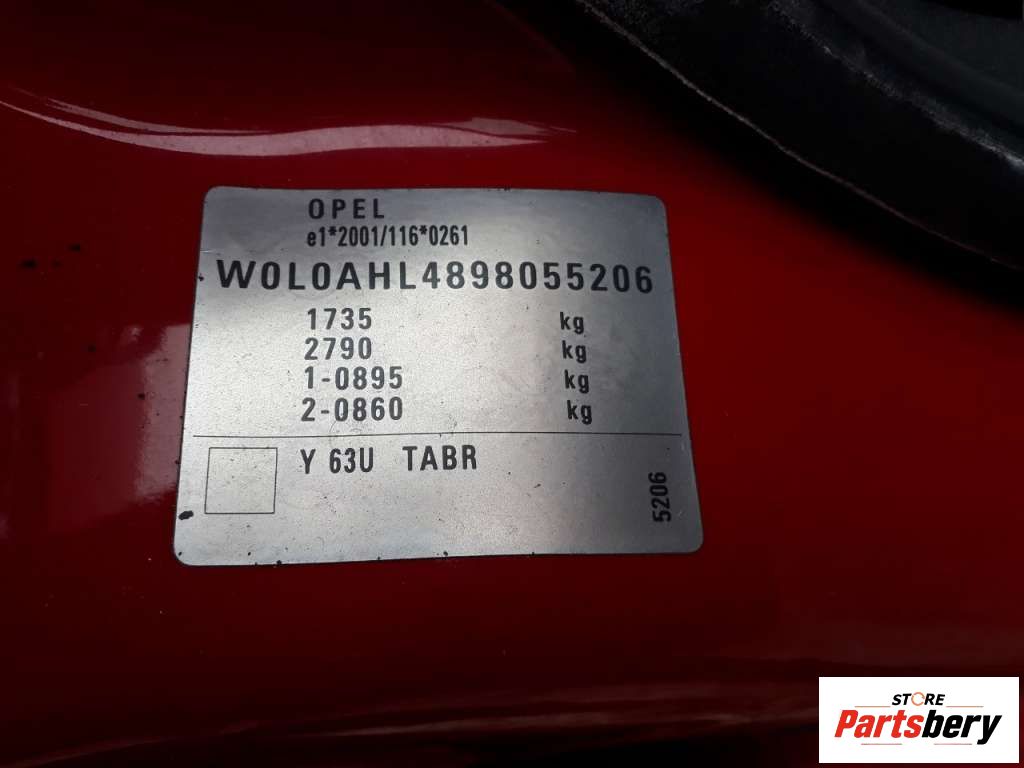 OPEL
e1*2001/116*0261
W0L0AHL4898055206
1735 kg
2790 kg
1-0895 kg
2-0860 kg
Y 63U TABR
5206
STORE
Partsbery